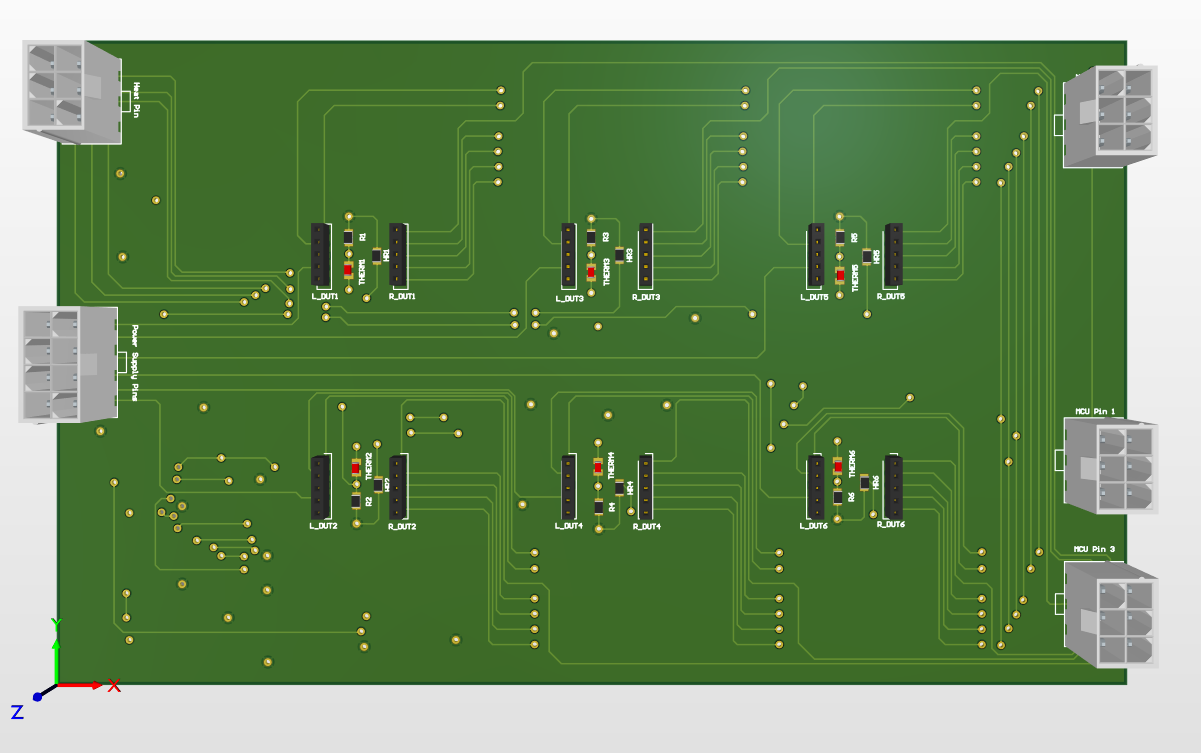 Heat Pin
R1
HR1
THERM1
L_DUT1
R_DUT1
R3
HR3
THERM3
L_DUT3
R_DUT3
R5
HR5
THERM5
L_DUT5
R_DUT5
Power Supply Pins
MCU Pin 1
THERM2
HR2
R2
L_DUT2
R_DUT2
THERM4
HR4
R4
L_DUT4
R_DUT4
THERM6
HR6
R6
L_DUT6
R_DUT6
MCU Pin 3
Y
X
Z